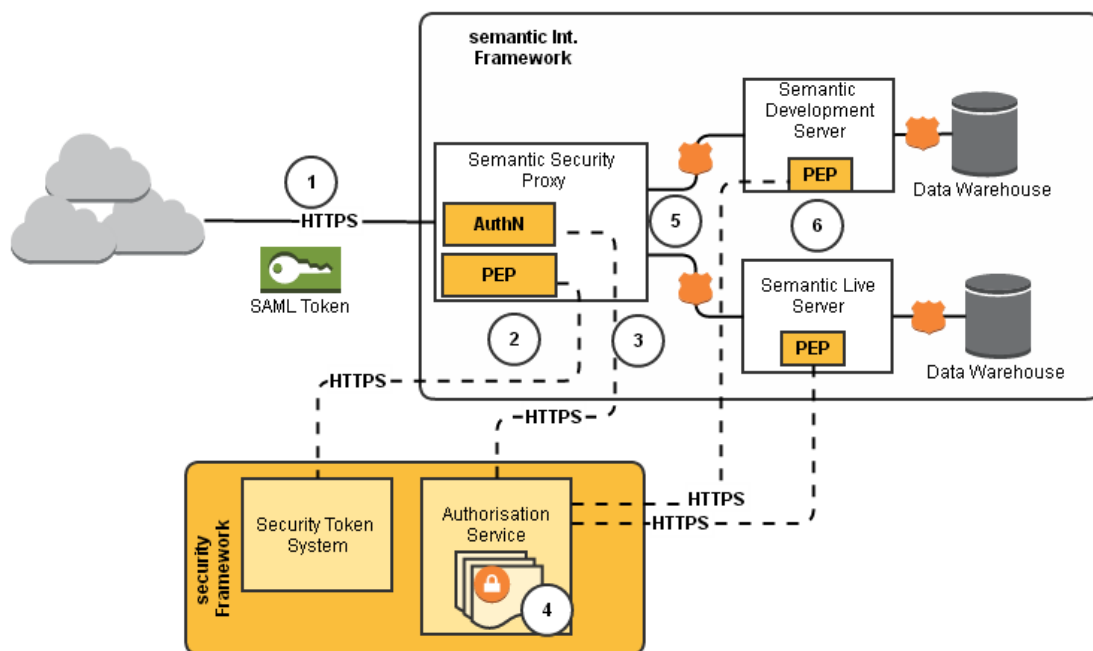 semantic Int.
Framework
1
HTTPS
SAML Token
Semantic Security
Proxy
AuthN
PEP
2
3
5
Semantic
Development
Server
PEP
6
Data Warehouse
Semantic Live
Server
PEP
Data Warehouse
HTTPS
HTTPS
HTTPS
HTTPS
security
Framework
Security Token
System
Authorisation
Service
4